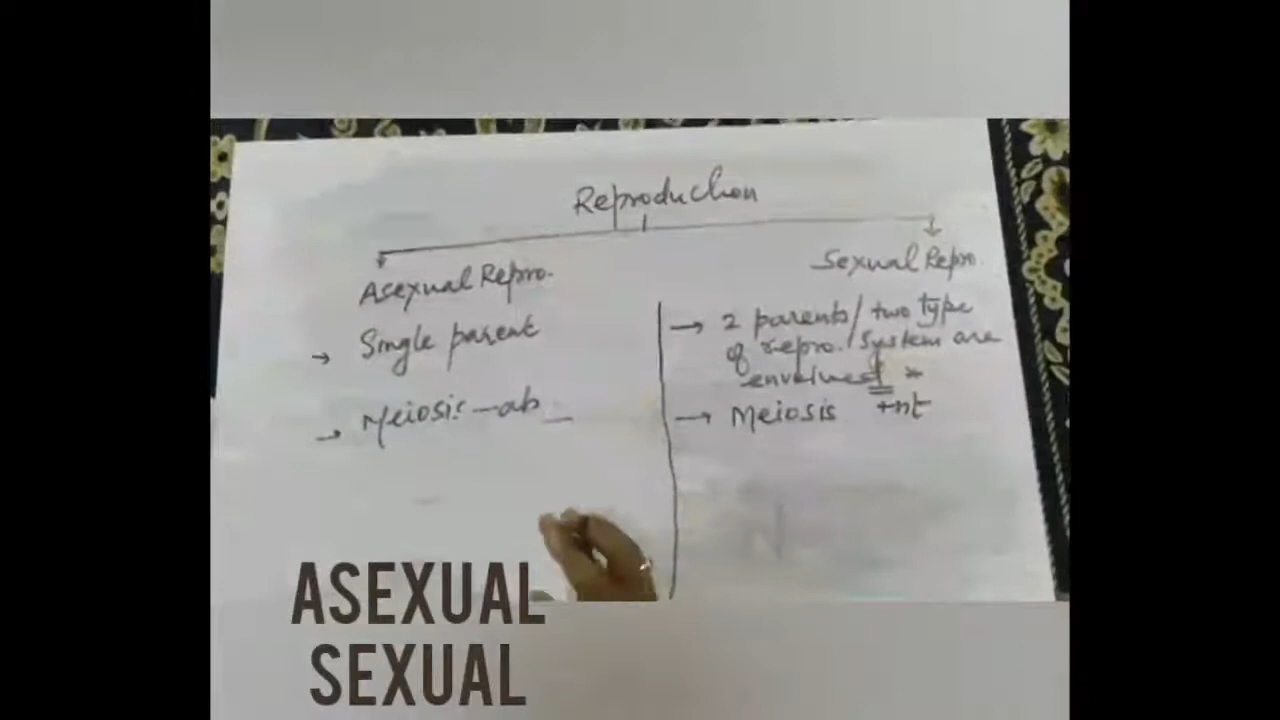 Reproduction
Asexual Repro.
→ Single parent
→ Meiosis – ab
Sexual Repro.
→ 2 parents / two type
of repro. system are
→ Meiosis +nt
ASEXUAL
SEXUAL